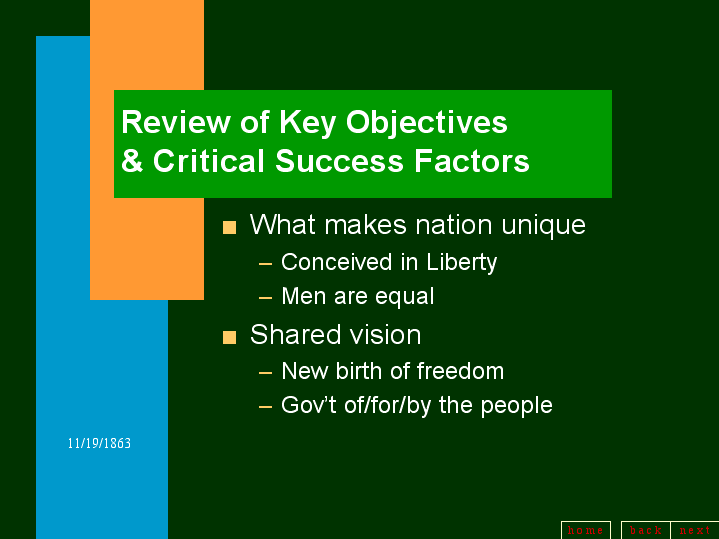 Review of Key Objectives
& Critical Success Factors
■ What makes nation unique
– Conceived in Liberty
– Men are equal
■ Shared vision
– New birth of freedom
– Gov’t of/for/by the people
11/19/1863
home back next